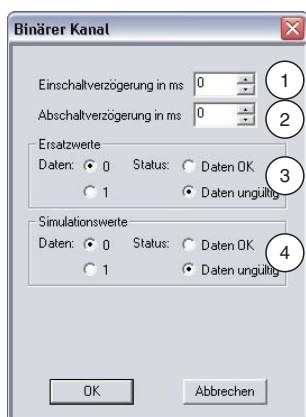 Binärer Kanal
Einschaltverzögerung in ms 0 1
Abschaltverzögerung in ms 0 2
Ersatzwerte
Daten: 0 Status: Daten OK
1 Daten ungültig 3
Simulationswerte
Daten: 0 Status: Daten OK
1 Daten ungültig 4
OK Abbrechen